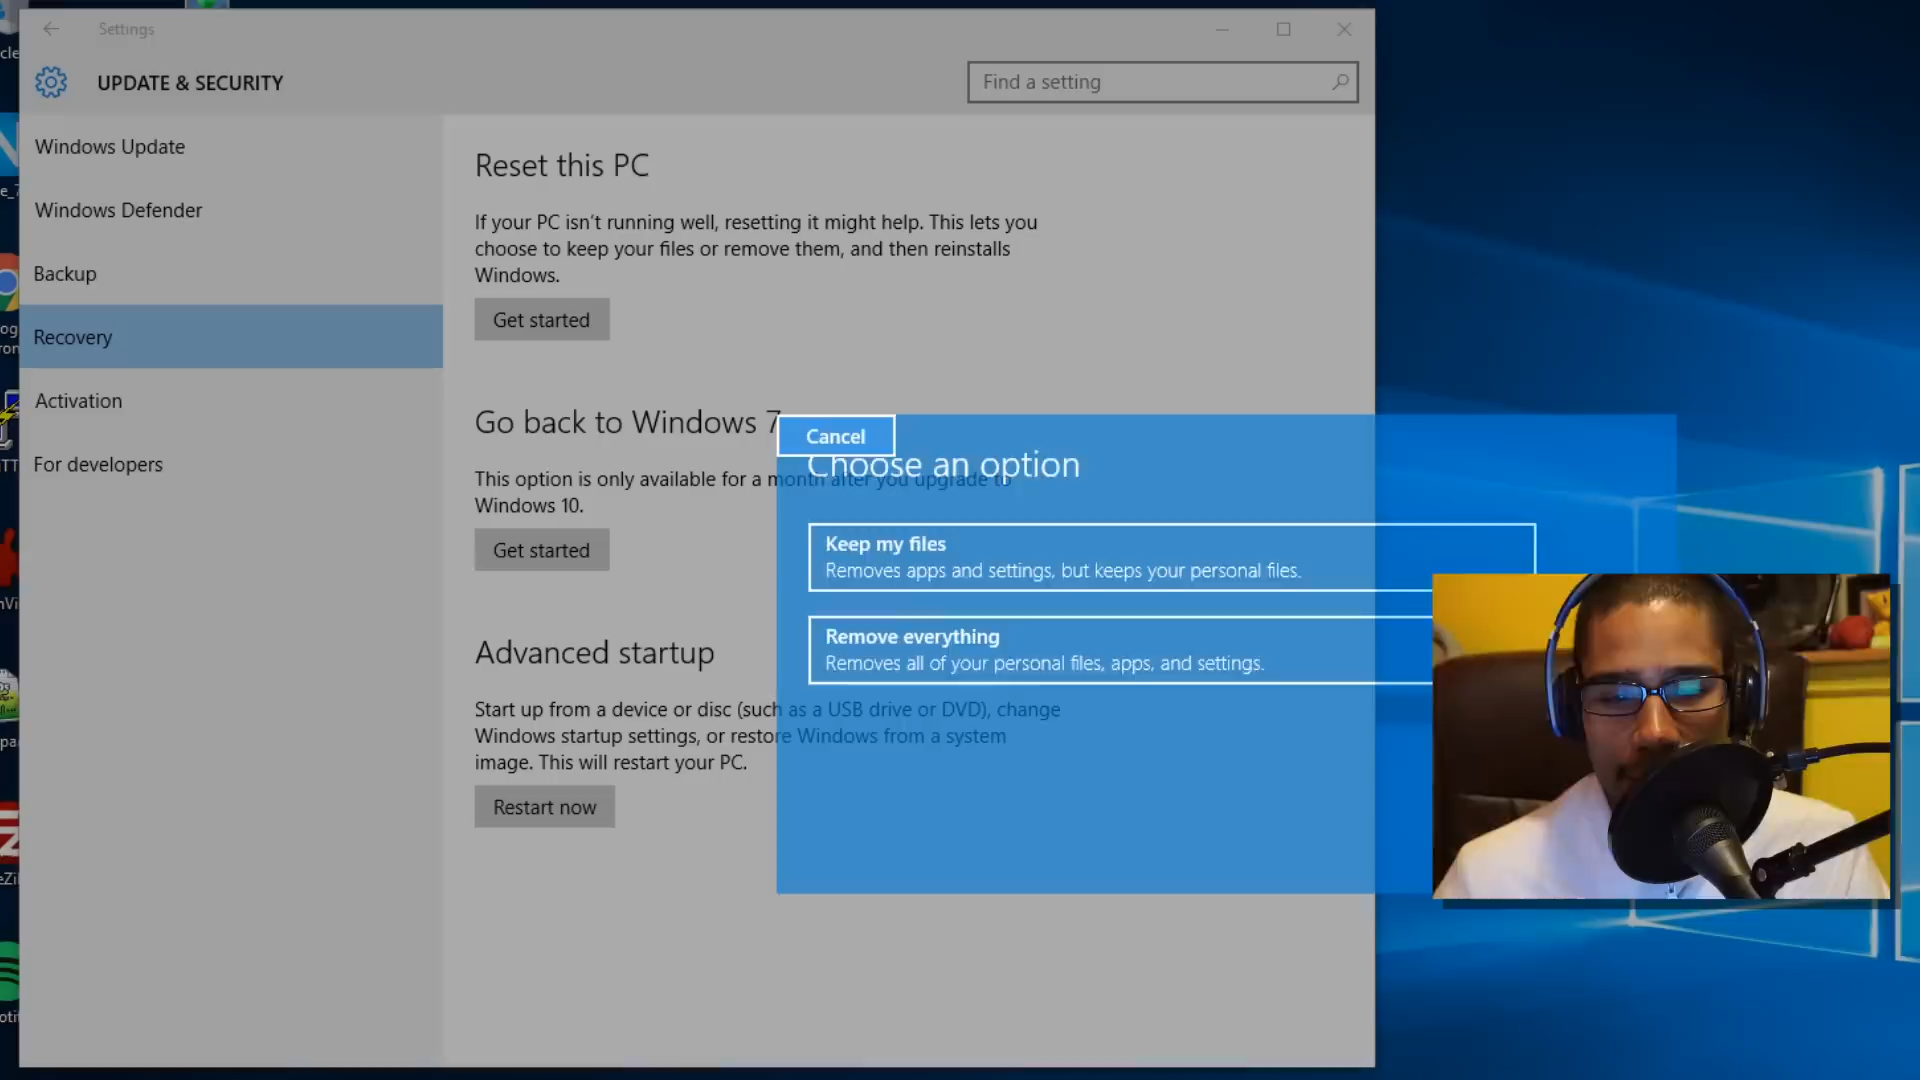 Settings
UPDATE & SECURITY
Find a setting
Windows Update
Windows Defender
Backup
Recovery
Activation
For developers
Reset this PC
If your PC isn't running well, resetting it might help. This lets you
choose to keep your files or remove them, and then reinstalls
Windows.
Get started
Go back to Windows 7
This option is only available for a month after you upgrade to
Windows 10.
Get started
Advanced startup
Start up from a device or disc (such as a USB drive or DVD), change
Windows startup settings, or restore Windows from a system
image. This will restart your PC.
Restart now
Cancel
Choose an option
Keep my files
Removes apps and settings, but keeps your personal files.
Remove everything
Removes all of your personal files, apps, and settings.